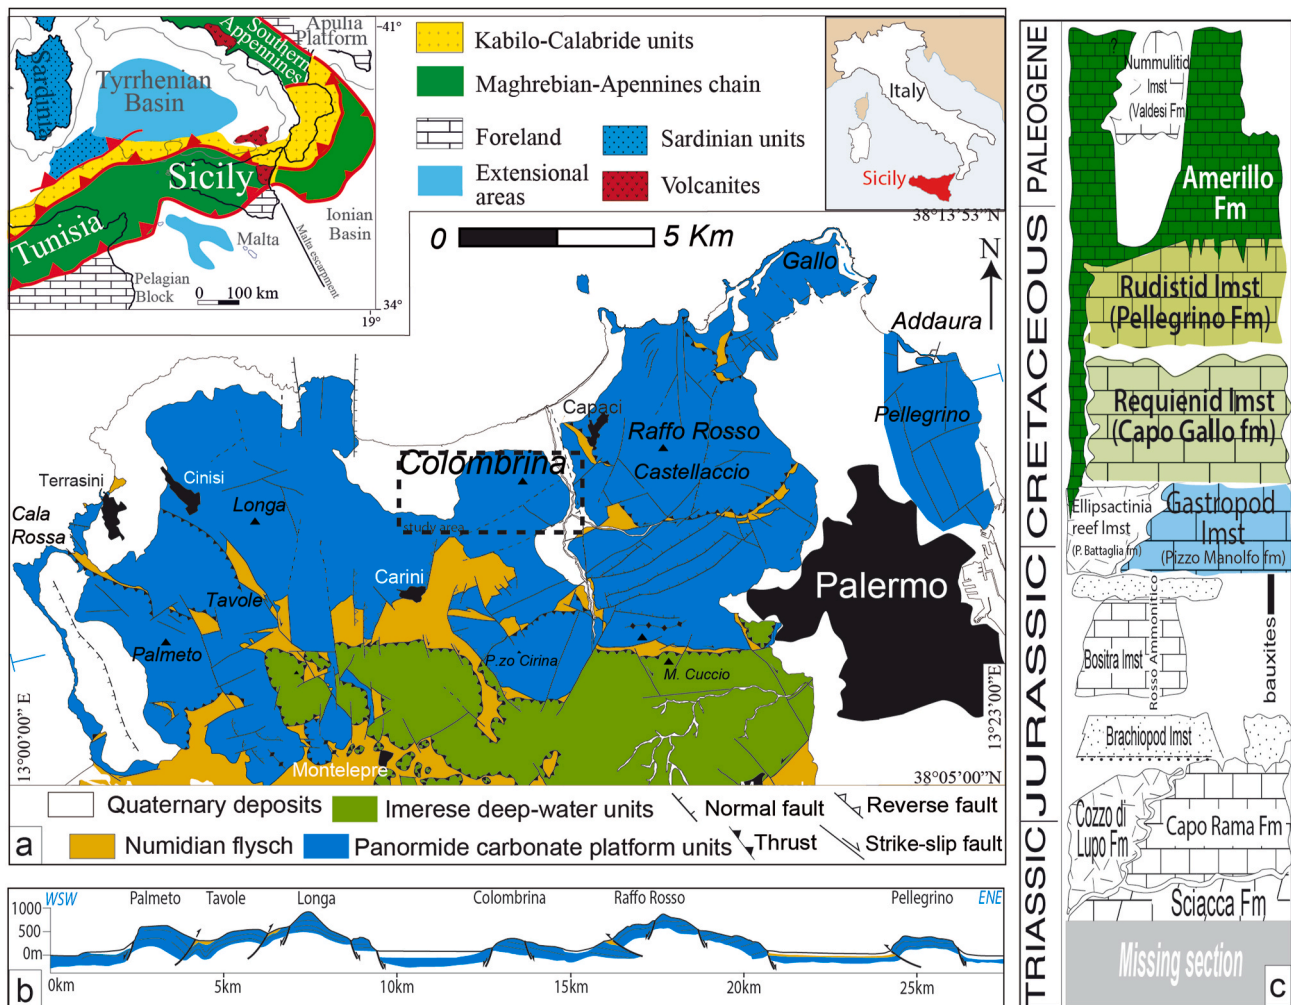 Southern
Appennines
Apulia
Platform
41°
Sardinia
Tyrrhenian
Basin
Sicily
Tunisia
Malta
Ionian
Basin
Malta escarpment
Pelagian
Block
0 100 km
34°
19°
Kabilo-Calabride units
Maghrebian-Apennines chain
Foreland
Sardinian units
Extensional
areas
Volcanites
Italy
Sicily
38°13'53''N
0 5 Km
N
Gallo
Addaura
Pellegrino
Capaci
Raffo Rosso
Castellaccio
Colombrina
study area
Terrasini
Cinisi
Longa
Cala
Rossa
Carini
Tavole
Palermo
Palmeto
P.zo Cirina
M. Cuccio
Montelepre
13°00'00'' E
13°23'00''E
38°05'00''N
Quaternary deposits
Imerese deep-water units
Normal fault
Reverse fault
Numidian flysch
Panormide carbonate platform units
Thrust
Strike-slip fault
a
WSW
Palmeto
Tavole
Longa
Colombrina
Raffo Rosso
Pellegrino
ENE
1000
500
0m
b
0km
5km
10km
15km
20km
25km
PALEOGENE
CRETACEOUS
JURASSIC
TRIASSIC
?
Nummulitid
lmst
(Valdesi Fm)
Amerillo
Fm
Rudistid lmst
(Pellegrino Fm)
Requienid lmst
(Capo Gallo fm)
Ellipsactinia
reef lmst
(P. Battaglia fm)
Gastropod
lmst
(Pizzo Manolfo fm)
Rosso Ammonitico
Bositra lmst
bauxites
Brachiopod lmst
Cozzo di
Lupo Fm
Capo Rama Fm
Sciacca Fm
Missing section
c